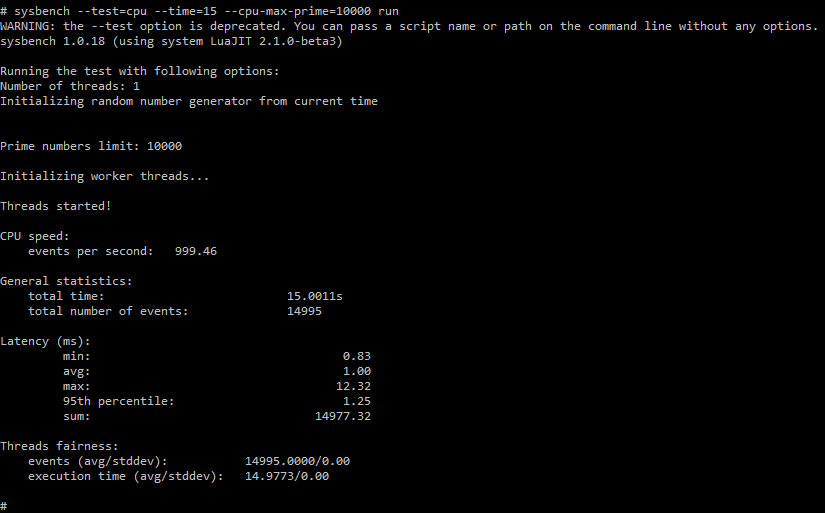 # sysbench --test=cpu --time=15 --cpu-max-prime=10000 run
WARNING: the --test option is deprecated. You can pass a script name or path on the command line without any options.
sysbench 1.0.18 (using system LuaJIT 2.1.0-beta3)
Running the test with following options:
Number of threads: 1
Initializing random number generator from current time
Prime numbers limit: 10000
Initializing worker threads...
Threads started!
CPU speed:
events per second: 999.46
General statistics:
total time: 15.0011s
total number of events: 14995
Latency (ms):
min: 0.83
avg: 1.00
max: 12.32
95th percentile: 1.25
sum: 14977.32
Threads fairness:
events (avg/stddev): 14995.0000/0.00
execution time (avg/stddev): 14.9773/0.00
#